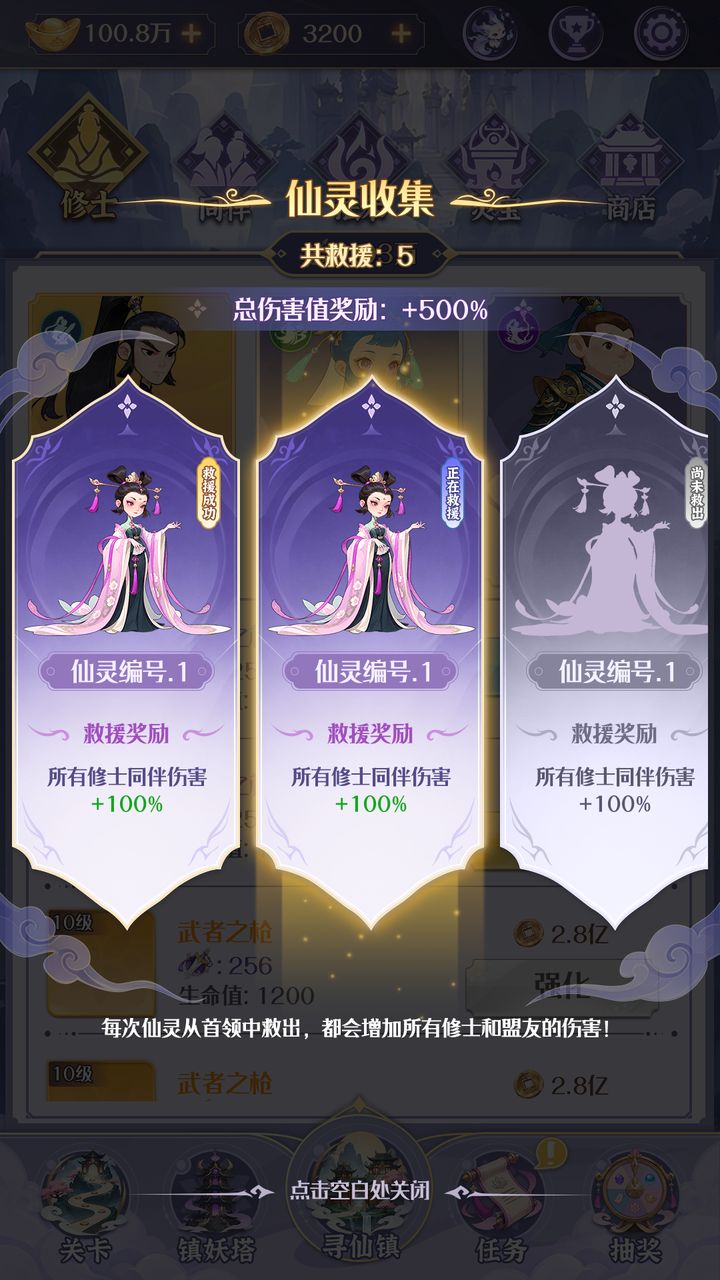 100.8万
3200
修士
商店
仙灵收集
共救援：5
总伤害值奖励：+500%
救援成功
正在救援
尚未救出
仙灵编号.1
仙灵编号.1
仙灵编号.1
救援奖励
救援奖励
救援奖励
所有修士同伴伤害
+100%
所有修士同伴伤害
+100%
所有修士同伴伤害
+100%
10级
武者之枪
2.8亿
: 256
强化
生命值: 1200
每次仙灵从首领中救出，都会增加所有修士和盟友的伤害！
10级
武者之枪
2.8亿
点击空白处关闭
关卡
镇妖塔
寻仙镇
任务
抽奖